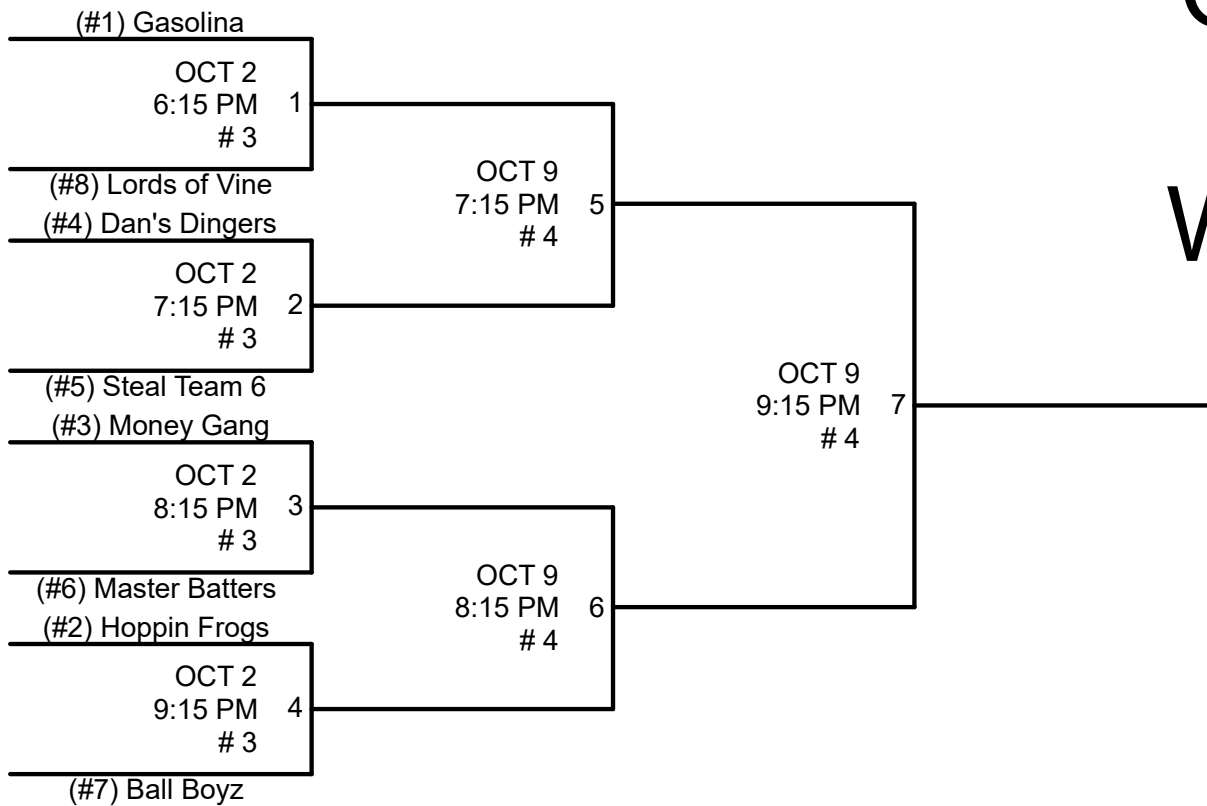 (#1) Gasolina
OCT 2
6:15 PM
# 3
1
(#8) Lords of Vine
(#4) Dan's Dingers
OCT 2
7:15 PM
# 3
2
(#5) Steal Team 6
(#3) Money Gang
OCT 2
8:15 PM
# 3
3
(#6) Master Batters
(#2) Hoppin Frogs
OCT 2
9:15 PM
# 3
4
(#7) Ball Boyz
OCT 9
7:15 PM
# 4
5
OCT 9
8:15 PM
# 4
6
OCT 9
9:15 PM
# 4
7